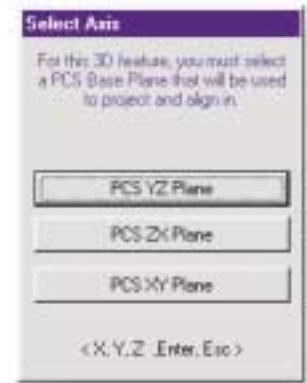 Select Axis
For this 3D feature, you must select
a PCS Base Plane that will be used
to project and align in.
PCS YZ Plane
PCS ZX Plane
PCS XY Plane
< X, Y, Z ,Enter, Esc >